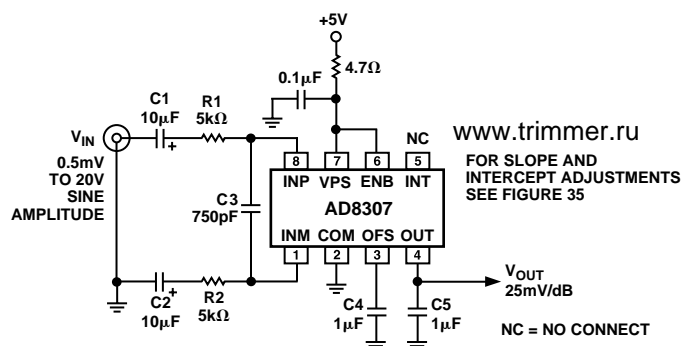 +5V
4.7Ω
0.1µF
C1
10µF
R1
5kΩ
NC
www.trimmer.ru
VIN
0.5mV
TO 20V
SINE
AMPLITUDE
+
8 7 6 5
INP VPS ENB INT
FOR SLOPE AND
INTERCEPT ADJUSTMENTS
SEE FIGURE 35
C3
750pF
AD8307
INM COM OFS OUT
1 2 3 4
VOUT
25mV/dB
+
C2
10µF
R2
5kΩ
C4
1µF
C5
1µF
NC = NO CONNECT